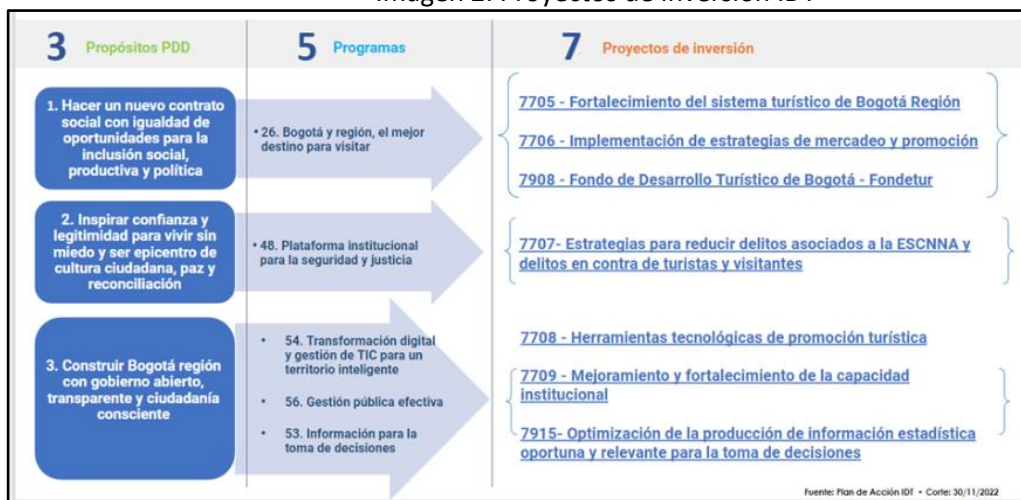 3 Propósitos PDD
5 Programas
7 Proyectos de inversión
1. Hacer un nuevo contrato
social con igualdad de
oportunidades para la
inclusión social,
productiva y política
• 26. Bogotá y región, el mejor
destino para visitar
7705 - Fortalecimiento del sistema turístico de Bogotá Región
7706 - Implementación de estrategias de mercadeo y promoción
7908 - Fondo de Desarrollo Turístico de Bogotá - Fondetur
2. Inspirar confianza y
legitimidad para vivir sin
miedo y ser epicentro de
cultura ciudadana, paz y
reconciliación
• 48. Plataforma institucional
para la seguridad y justicia
7707- Estrategias para reducir delitos asociados a la ESCNNA y
delitos en contra de turistas y visitantes
3. Construir Bogotá región
con gobierno abierto,
transparente y ciudadanía
consciente
• 54. Transformación digital
y gestión de TIC para un
territorio inteligente
• 56. Gestión pública efectiva
• 53. Información para la
toma de decisiones
7708 - Herramientas tecnológicas de promoción turística
7709 - Mejoramiento y fortalecimiento de la capacidad
institucional
7915- Optimización de la producción de información estadística
oportuna y relevante para la toma de decisiones
Fuente: Plan de Acción IDT • Corte: 30/11/2022